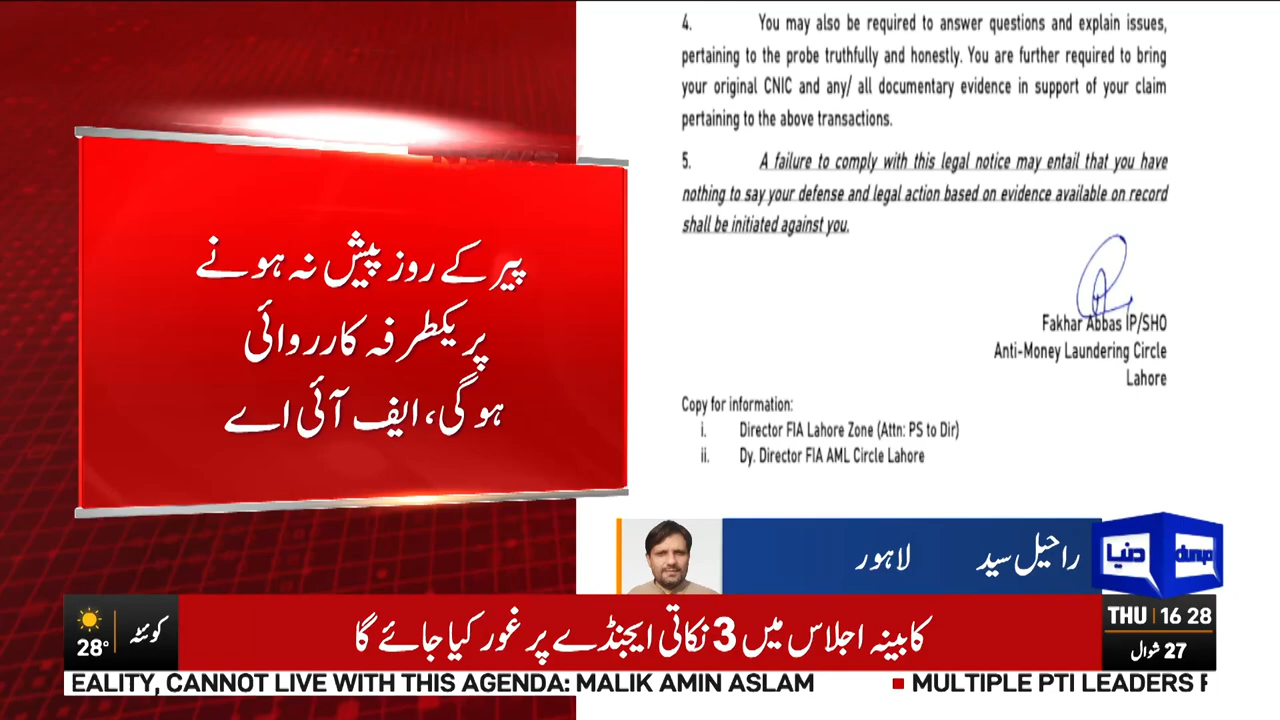 پیر کے روز پیش نہ ہونے
پر یکطرفہ کارروائی
ہوگی، ایف آئی اے
4. You may also be required to answer questions and explain issues,
pertaining to the probe truthfully and honestly. You are further required to bring
your original CNIC and any/ all documentary evidence in support of your claim
pertaining to the above transactions.
5. A failure to comply with this legal notice may entail that you have
nothing to say your defense and legal action based on evidence available on record
shall be initiated against you.
Fakhar Abbas IP/SHO
Anti-Money Laundering Circle
Lahore
Copy for information:
i. Director FIA Lahore Zone (Attn: PS to Dir)
ii. Dy. Director FIA AML Circle Lahore
راحیل سید لاہور
دنیا
dunya
کوئٹہ
28°
کابینہ اجلاس میں 3 نکاتی ایجنڈے پر غور کیا جائے گا
THU 16 28
27 شوال
EALITY, CANNOT LIVE WITH THIS AGENDA: MALIK AMIN ASLAM ■ MULTIPLE PTI LEADERS